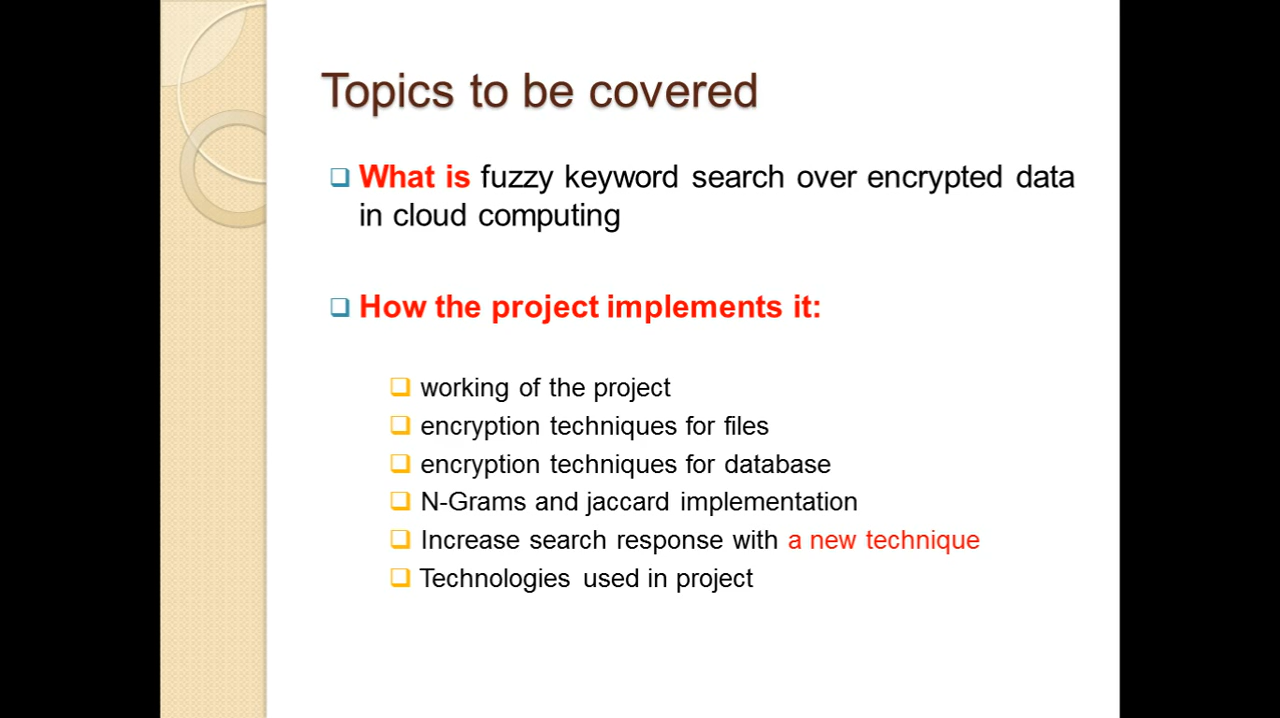 Topics to be covered
What is fuzzy keyword search over encrypted data
in cloud computing
How the project implements it:
working of the project
encryption techniques for files
encryption techniques for database
N-Grams and jaccard implementation
Increase search response with a new technique
Technologies used in project